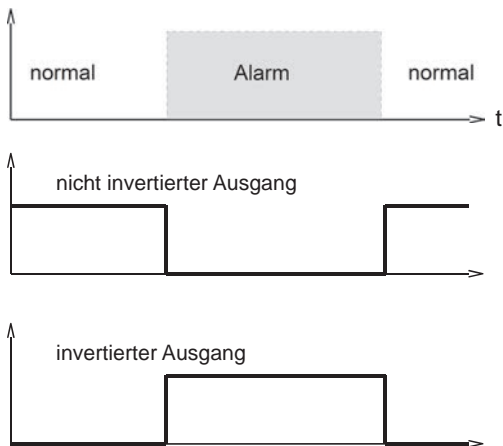 normal Alarm normal
t
nicht invertierter Ausgang
invertierter Ausgang